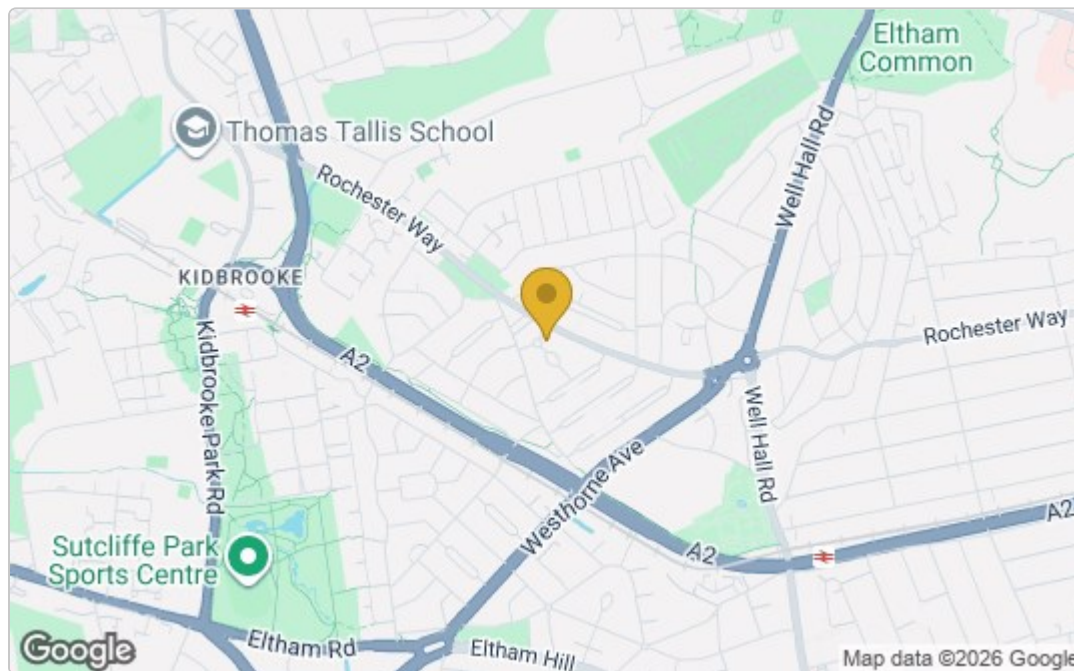 Eltham
Common
Thomas Tallis School
Well Hall Rd
Rochester Way
KIDBROOKE
Rochester Way
A2
Kidbrooke Park Rd
Well Hall Rd
Westhorne Ave
A2
A2
Sutcliffe Park
Sports Centre
Eltham Rd
Eltham Hill
Google
Map data ©2026 Google